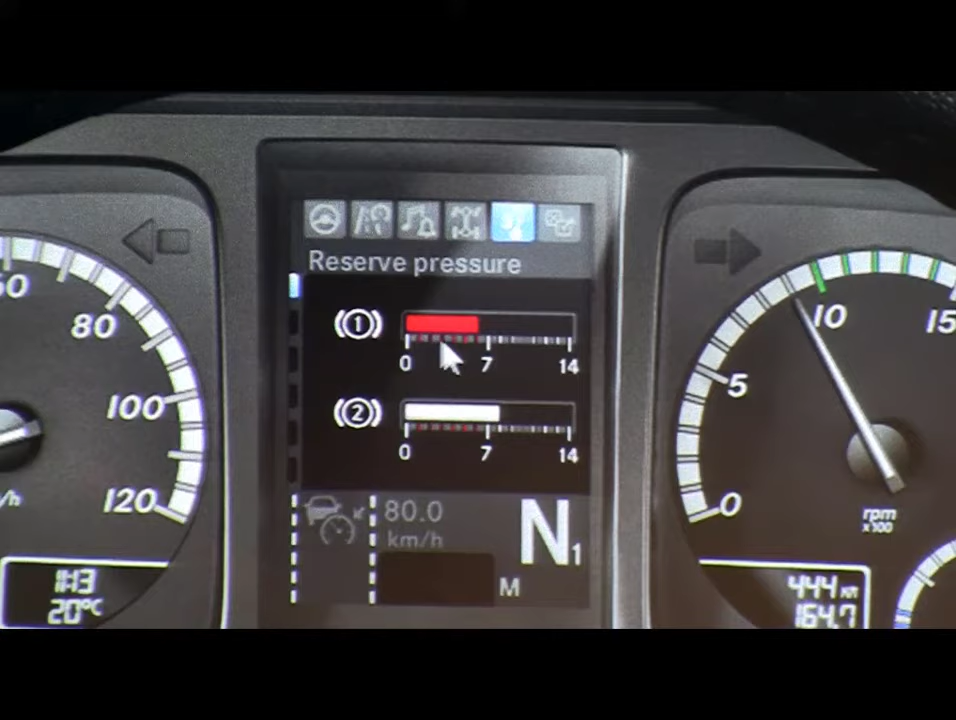 Reserve pressure
60
80
100
120
(1)
0 7 14
(2)
0 7 14
80.0
km/h
N1
M
11:13
20°C
0
5
10
15
rpm
x100
444 km
164.7